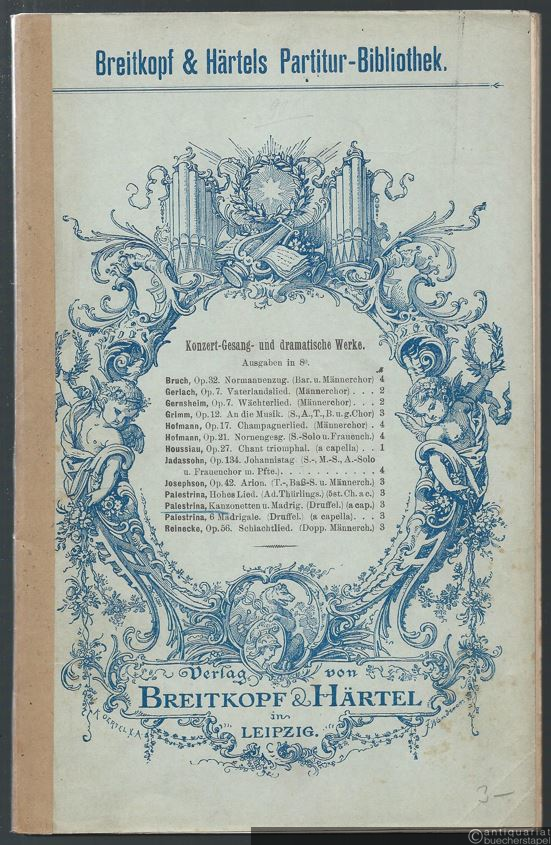 Breitkopf & Härtels Partitur-Bibliothek.
Konzert-Gesang- und dramatische Werke.
Ausgaben in 8⁰.
ℳ
Bruch, Op. 32. Normannenzug. (Bar. u. Männerchor) 4
Gerlach, Op. 7. Vaterlandslied. (Männerchor) . . . 2
Gernsheim, Op. 7. Wächterlied. (Männerchor) . . . 2
Grimm, Op. 12. An die Musik. (S., A., T., B. u. g. Chor) 3
Hofmann, Op. 17. Champagnerlied. (Männerchor) . 4
Hofmann, Op. 21. Nornengesg. (S.-Solo u. Frauench.) 4
Houssiau, Op. 27. Chant triomphal. (a capella) . . 1
Jadassohn, Op. 134. Johannistag. (S.-, M.-S., A.-Solo
u. Frauenchor m. Pfte.) . . . . . . . . . . . 4
Josephson, Op. 42. Arion. (T.-, Baß-S. u. Männerch.) 3
Palestrina, Hohes Lied. (Ad. Thürlings.) (5st. Ch. a c.) 3
Palestrina, Kanzonetten u. Madrig. (Druffel.) (a cap.) 3
Palestrina, 6 Madrigale. (Druffel.) (a capella) . . . 3
Reinecke, Op. 56. Schlachtlied. (Dopp. Männerch.) 3
Verlag von
BREITKOPF & HÄRTEL
in
LEIPZIG.
3—
antiquariat
buecherstapel